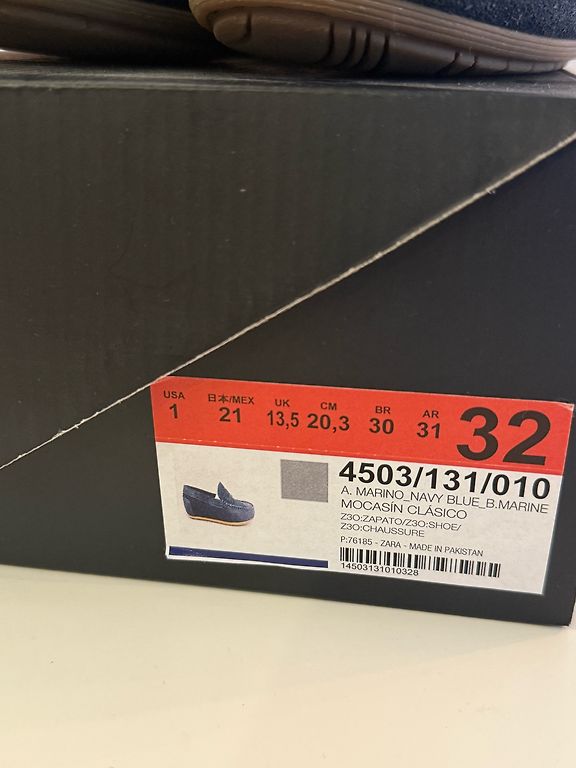 USA 日本/MEX UK CM BR AR
1 21 13,5 20,3 30 31 32
4503/131/010
A. MARINO_NAVY BLUE_B.MARINE
MOCASÍN CLÁSICO
Z3O:ZAPATO/Z3O:SHOE/
Z3O:CHAUSSURE
P:76185 - ZARA - MADE IN PAKISTAN
14503131010328